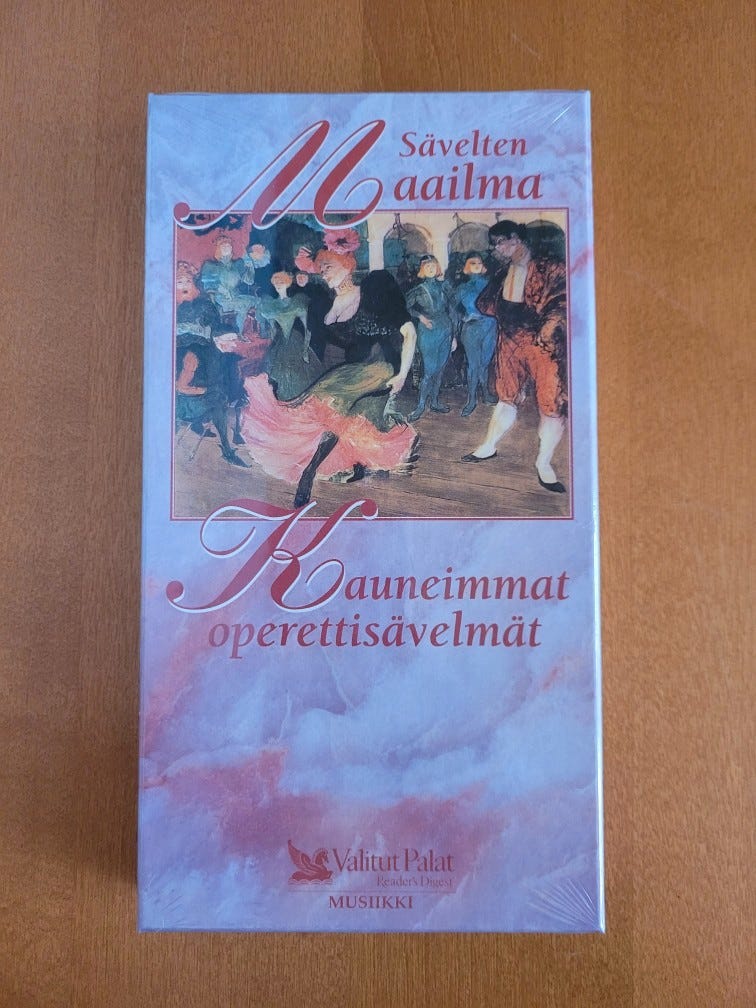 Sävelten
Maailma
Kauneimmat
operettisävelmät
Valitut Palat
Reader's Digest
MUSIIKKI